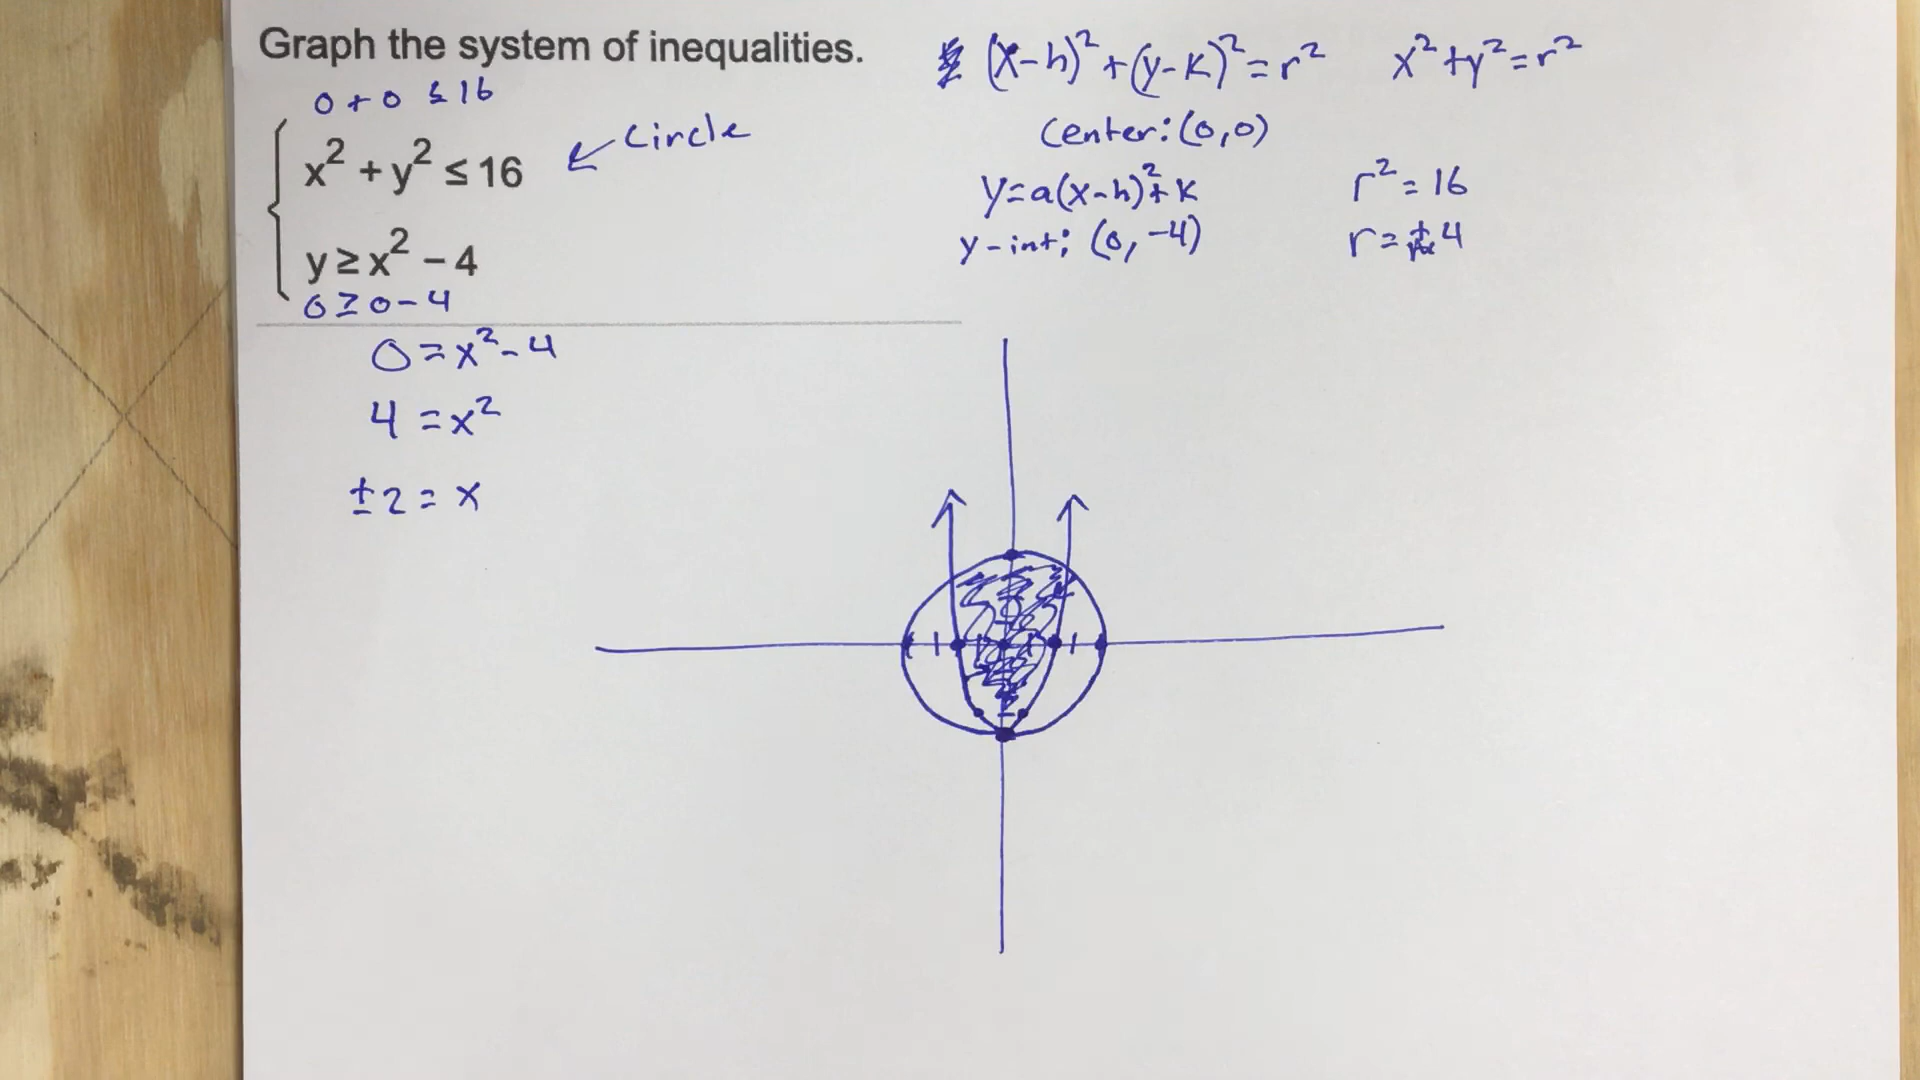 Graph the system of inequalities.
0 + 0 ≤ 16
x² + y² ≤ 16
← Circle
y ≥ x² − 4
0 ≥ 0 − 4
0 = x² − 4
4 = x²
±2 = x
(x−h)² + (y−k)² = r²
x² + y² = r²
Center: (0,0)
y = a(x−h)² + k
r² = 16
y-int: (0, −4)
r = ± 4